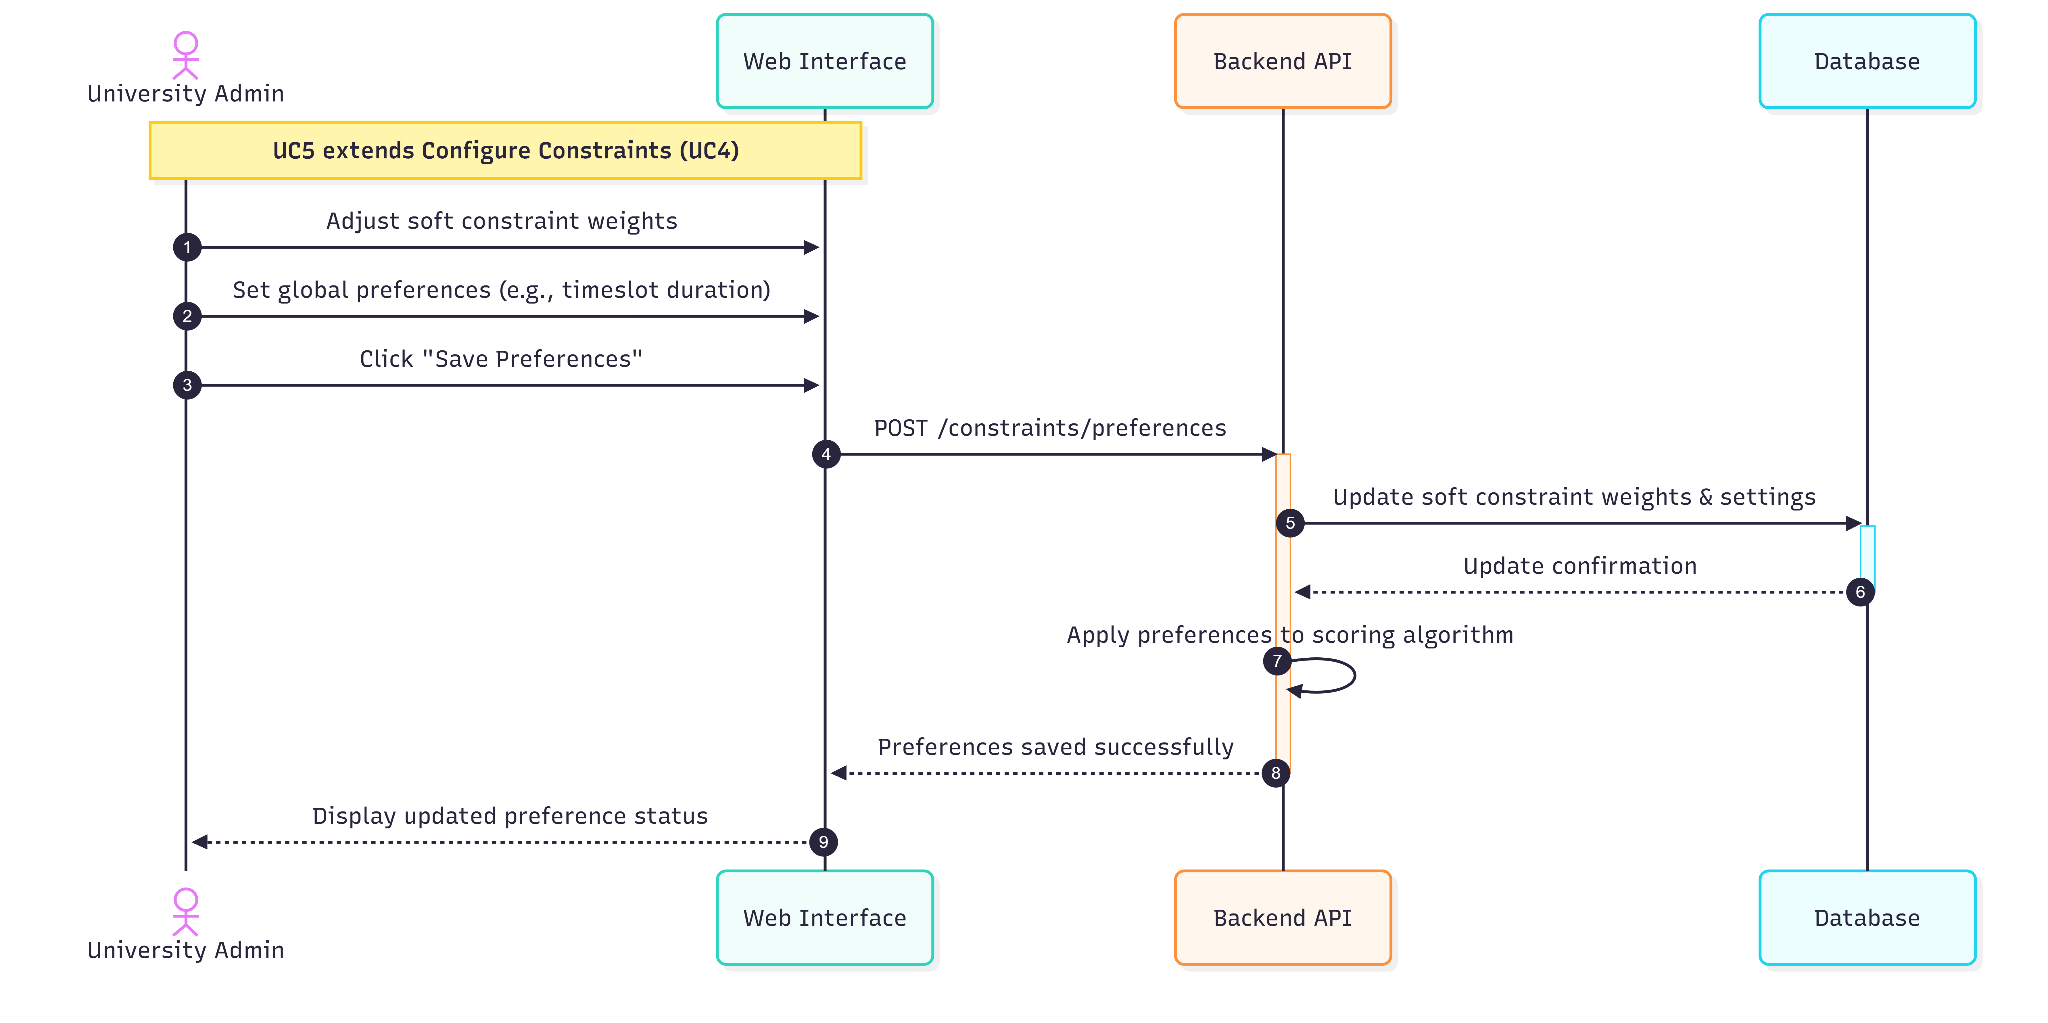 University Admin
Web Interface
Backend API
Database
UC5 extends Configure Constraints (UC4)
Adjust soft constraint weights
1
Set global preferences (e.g., timeslot duration)
2
Click "Save Preferences"
3
POST /constraints/preferences
4
Update soft constraint weights & settings
5
Update confirmation
6
Apply preferences to scoring algorithm
7
Preferences saved successfully
8
Display updated preference status
9
University Admin
Web Interface
Backend API
Database